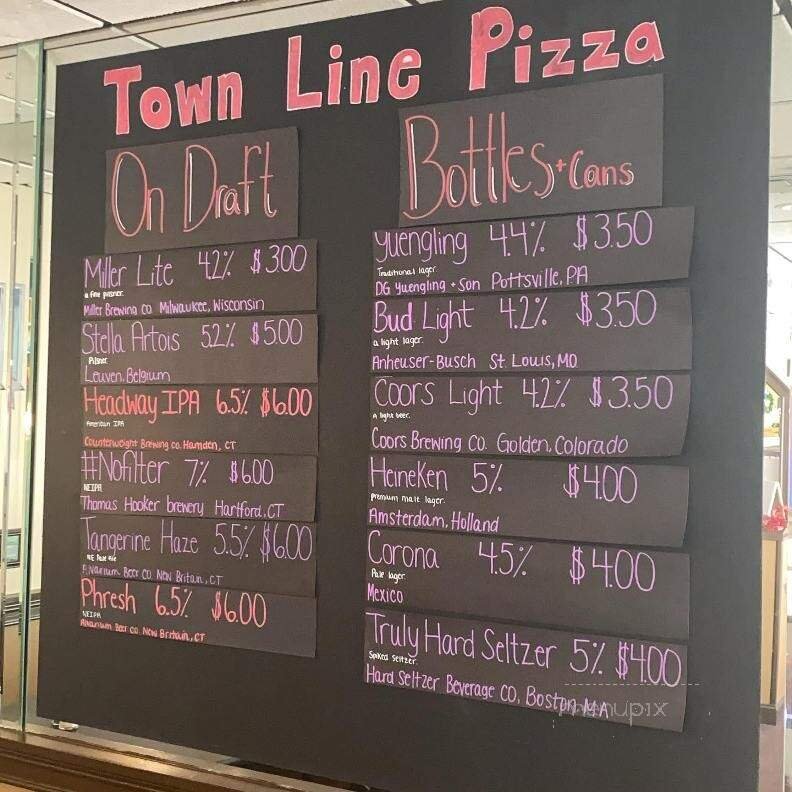 Town Line Pizza
On Draft
Miller Lite 4.2% $3.00
a fine pilsner.
Miller Brewing co. Milwaukee, Wisconsin
Stella Artois 5.2% $5.00
Pilsner.
Leuven, Belgium
Headway IPA 6.5% $6.00
American IPA
Counterweight Brewing co. Hamden, CT
#Nofilter 7% $6.00
NEIPA
Thomas Hooker brewery Hartford, CT
Tangerine Haze 5.5% $6.00
NE Pale Ale
Alvarium Beer CO. New Britain, CT
Phresh 6.5% $6.00
NEIPA
Alvarium Beer co. New Britain, CT
Bottles + Cans
Yuengling 4.4% $3.50
Traditional lager.
DG Yuengling + Son Pottsville, PA
Bud Light 4.2% $3.50
a light lager.
Anheuser-Busch St. Louis, MO
Coors Light 4.2% $3.50
a light beer.
Coors Brewing Co. Golden, Colorado
Heineken 5% $4.00
premium malt lager.
Amsterdam, Holland
Corona 4.5% $4.00
Pale lager.
Mexico
Truly Hard Seltzer 5% $4.00
Spiked Seltzer.
Hard Seltzer Beverage CO, Boston, MA
menupix